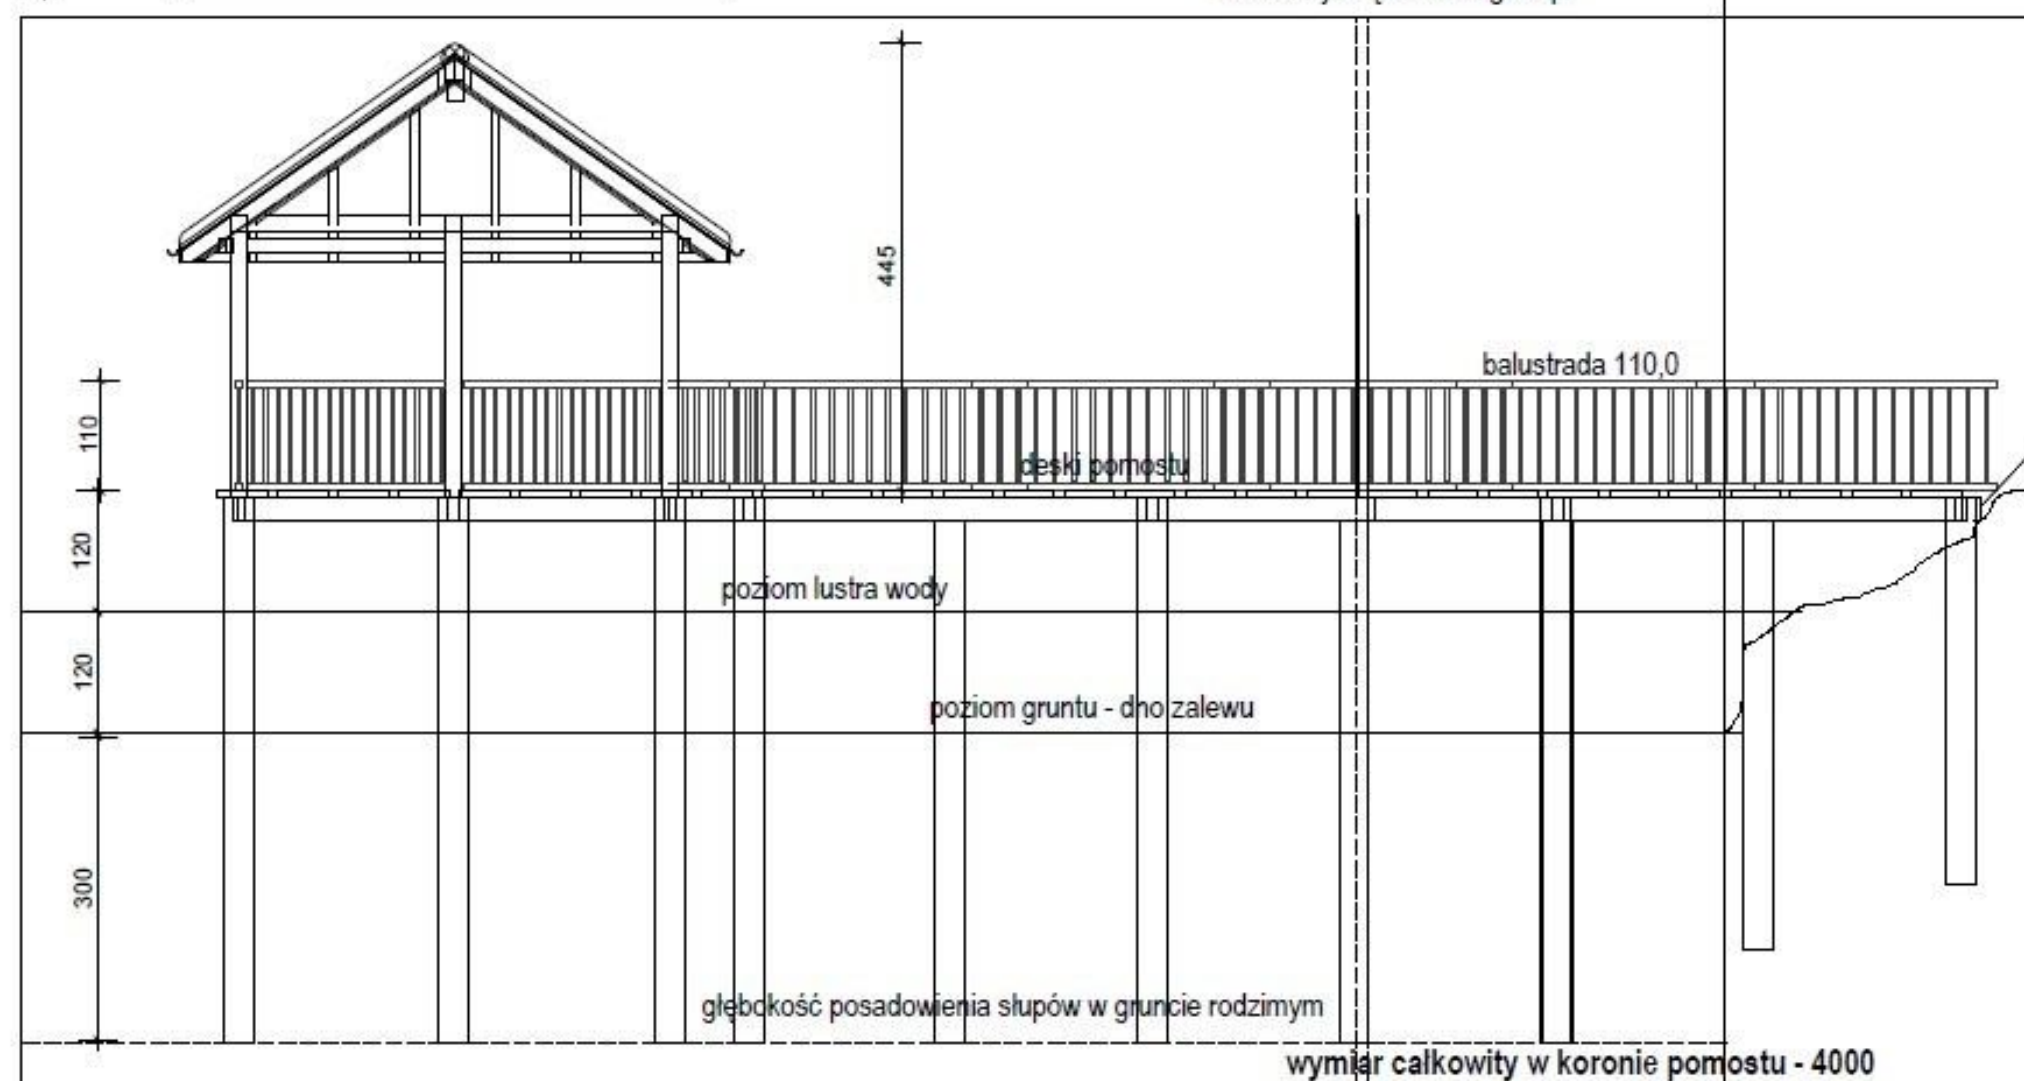 445
balustrada 110,0
110
deski pomostu
120
poziom lustra wody
120
poziom gruntu - dno zalewu
300
głębokość posadowienia słupów w gruncie rodzimym
wymiar całkowity w koronie pomostu - 4000